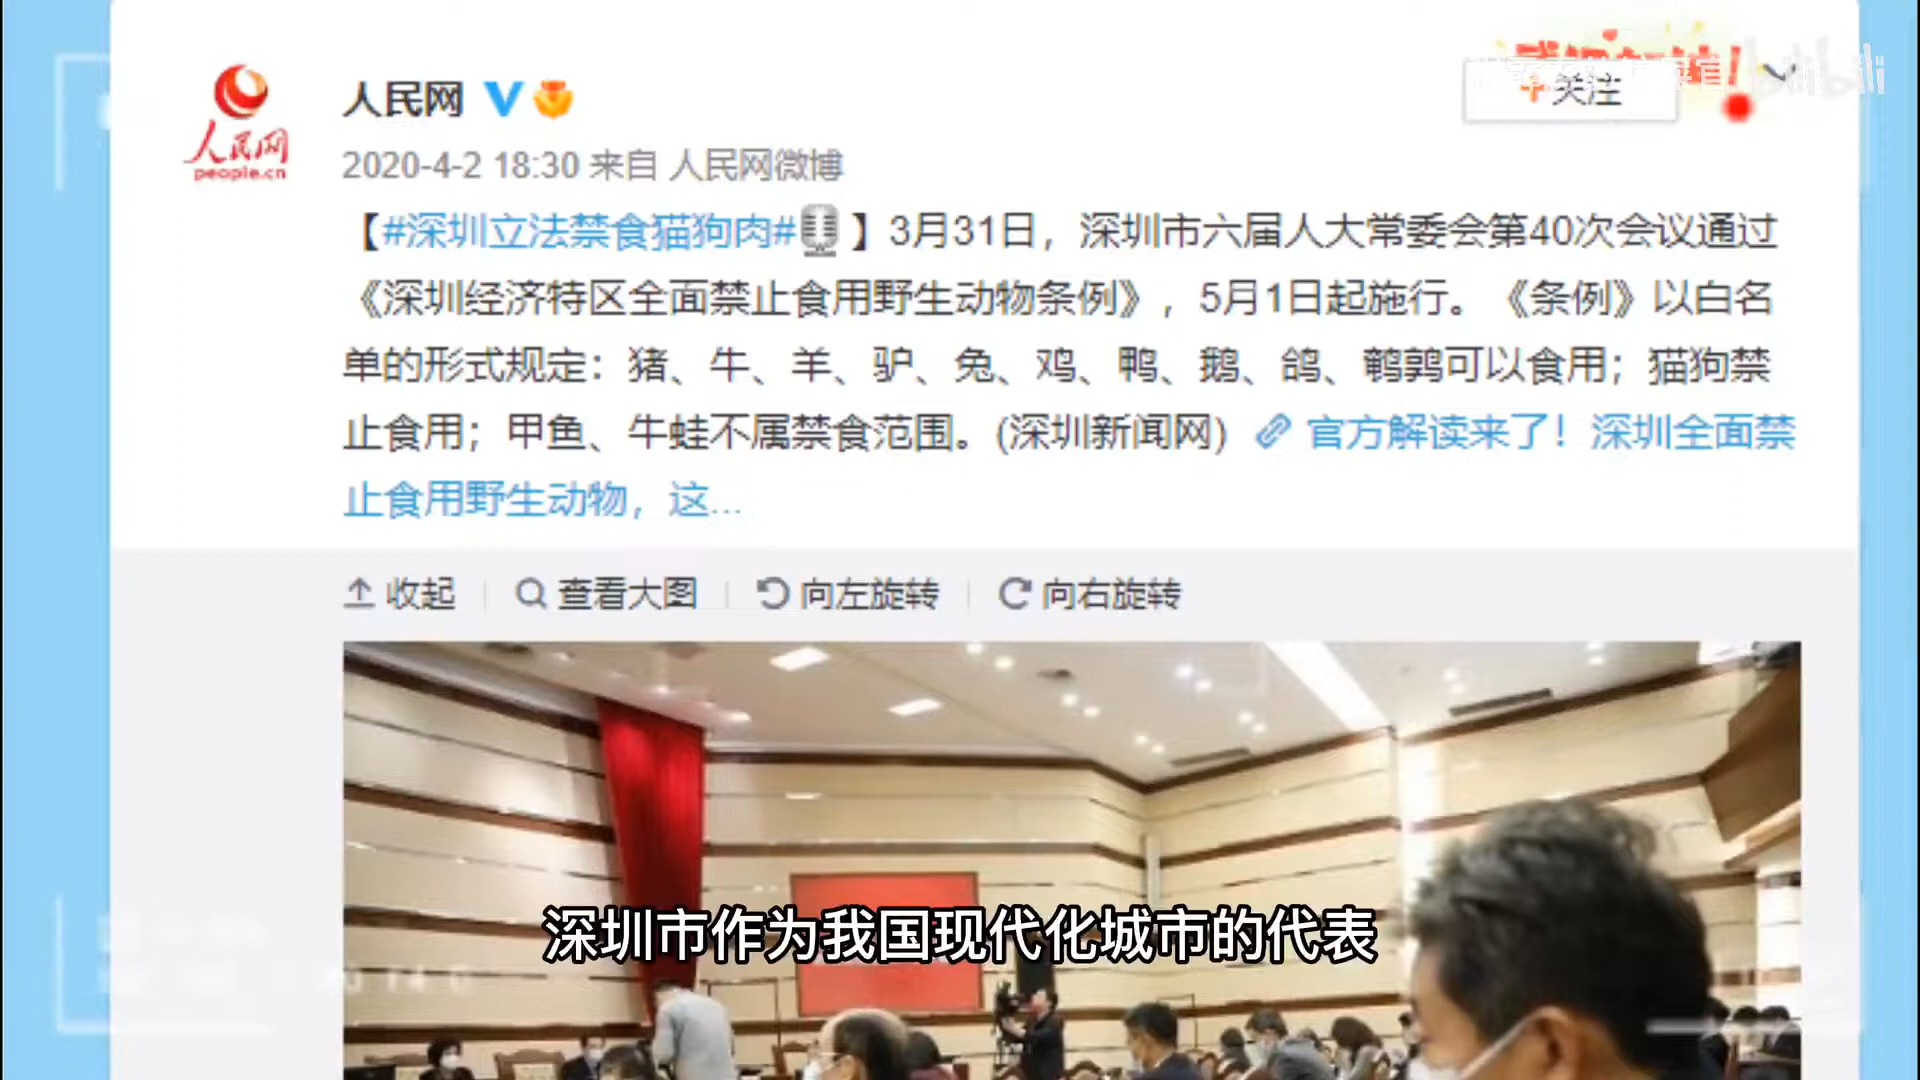 人民网
人民网
people.cn
关注
bilibili
2020-4-2 18:30 来自 人民网微博
【#深圳立法禁食猫狗肉#🎙】3月31日，深圳市六届人大常委会第40次会议通过
《深圳经济特区全面禁止食用野生动物条例》，5月1日起施行。《条例》以白名
单的形式规定：猪、牛、羊、驴、兔、鸡、鸭、鹅、鸽、鹌鹑可以食用；猫狗禁
止食用；甲鱼、牛蛙不属禁食范围。(深圳新闻网) 官方解读来了！深圳全面禁
止食用野生动物，这...
收起 查看大图 向左旋转 向右旋转
深圳市作为我国现代化城市的代表